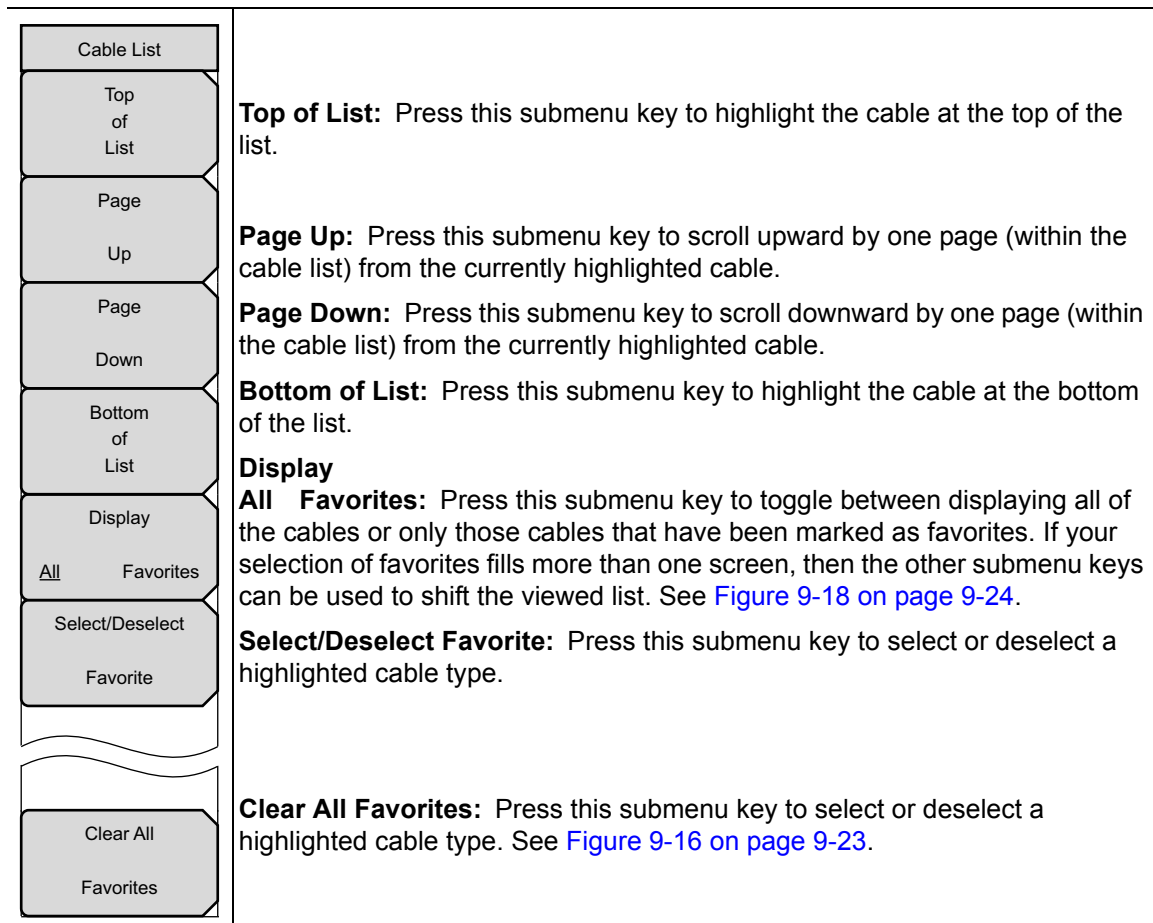 Cable List
Top
of
List
Page
Up
Page
Down
Bottom
of
List
Display
All Favorites
Select/Deselect
Favorite
Clear All
Favorites
Top of List: Press this submenu key to highlight the cable at the top of the
list.
Page Up: Press this submenu key to scroll upward by one page (within the
cable list) from the currently highlighted cable.
Page Down: Press this submenu key to scroll downward by one page (within
the cable list) from the currently highlighted cable.
Bottom of List: Press this submenu key to highlight the cable at the bottom
of the list.
Display
All Favorites: Press this submenu key to toggle between displaying all of
the cables or only those cables that have been marked as favorites. If your
selection of favorites fills more than one screen, then the other submenu keys
can be used to shift the viewed list. See Figure 9-18 on page 9-24.
Select/Deselect Favorite: Press this submenu key to select or deselect a
highlighted cable type.
Clear All Favorites: Press this submenu key to select or deselect a
highlighted cable type. See Figure 9-16 on page 9-23.